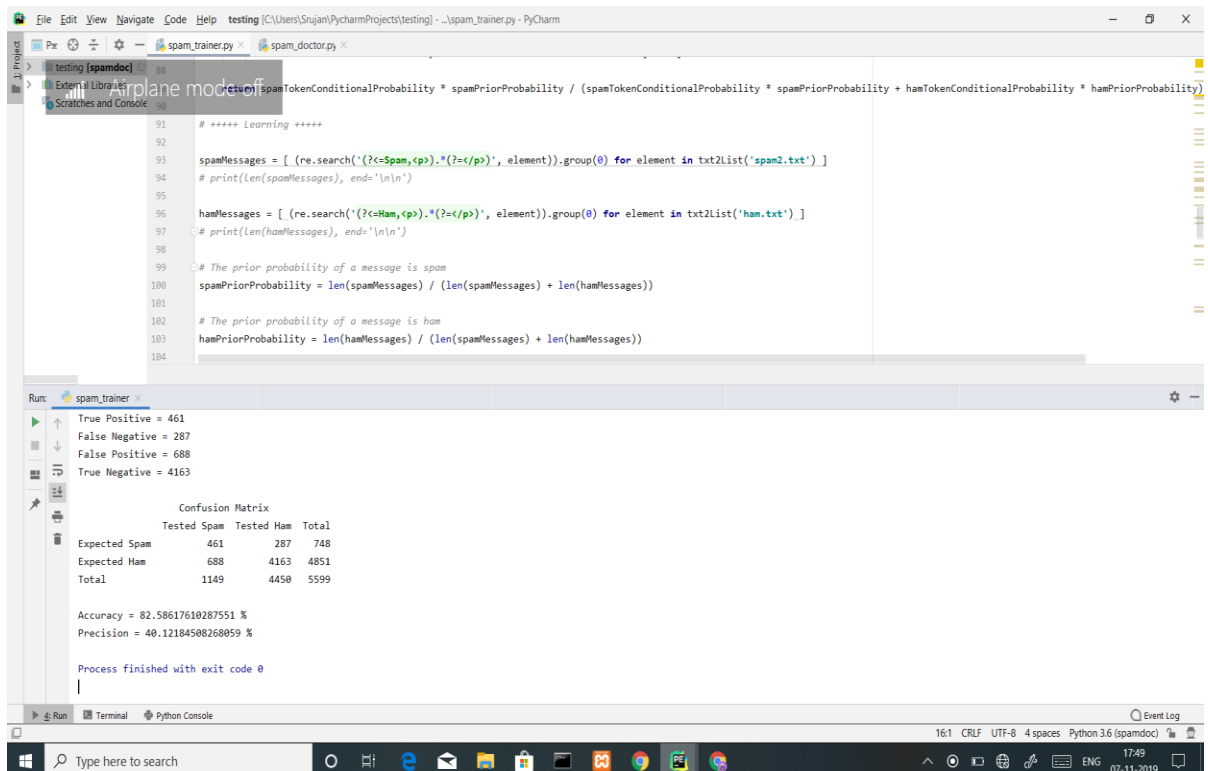 File Edit View Navigate Code Help testing [C:\Users\Srujan\PycharmProjects\testing] - ...\spam_trainer.py - PyCharm
spam_trainer.py spam_doctor.py
1: Project
testing [spamdoc]
External Libraries
Scratches and Console
Airplane mode off
88
return spamTokenConditionalProbability * spamPriorProbability / (spamTokenConditionalProbability * spamPriorProbability + hamTokenConditionalProbability * hamPriorProbability)
90
91 # +++++ Learning +++++
92
93 spamMessages = [ (re.search('(?<=Spam,<p>).*(?=</p>)', element)).group(0) for element in txt2List('spam2.txt') ]
94 # print(len(spamMessages), end='\n\n')
95
96 hamMessages = [ (re.search('(?<=Ham,<p>).*(?=</p>)', element)).group(0) for element in txt2List('ham.txt') ]
97 # print(len(hamMessages), end='\n\n')
98
99 # The prior probability of a message is spam
100 spamPriorProbability = len(spamMessages) / (len(spamMessages) + len(hamMessages))
101
102 # The prior probability of a message is ham
103 hamPriorProbability = len(hamMessages) / (len(spamMessages) + len(hamMessages))
104
Run: spam_trainer
True Positive = 461
False Negative = 287
False Positive = 688
True Negative = 4163
Confusion Matrix
Tested Spam Tested Ham Total
Expected Spam 461 287 748
Expected Ham 688 4163 4851
Total 1149 4450 5599
Accuracy = 82.58617610287551 %
Precision = 40.12184508268059 %
Process finished with exit code 0
4: Run Terminal Python Console Event Log
16:1 CRLF UTF-8 4 spaces Python 3.6 (spamdoc)
Type here to search
ENG
17:49
07-11-2019